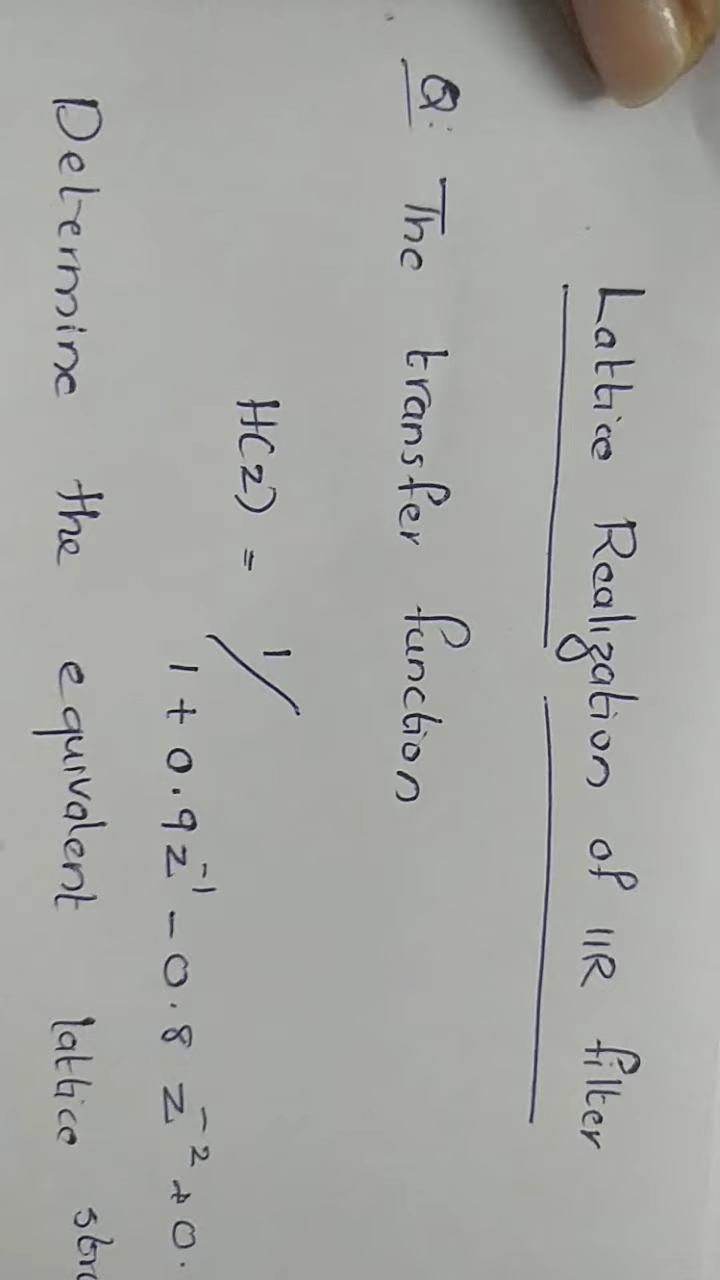 Lattice Realization of IIR filter
Q: The transfer function
H(z) = 1/
1 + 0.9z⁻¹ - 0.8 z⁻² + 0.
Determine the equivalent lattice